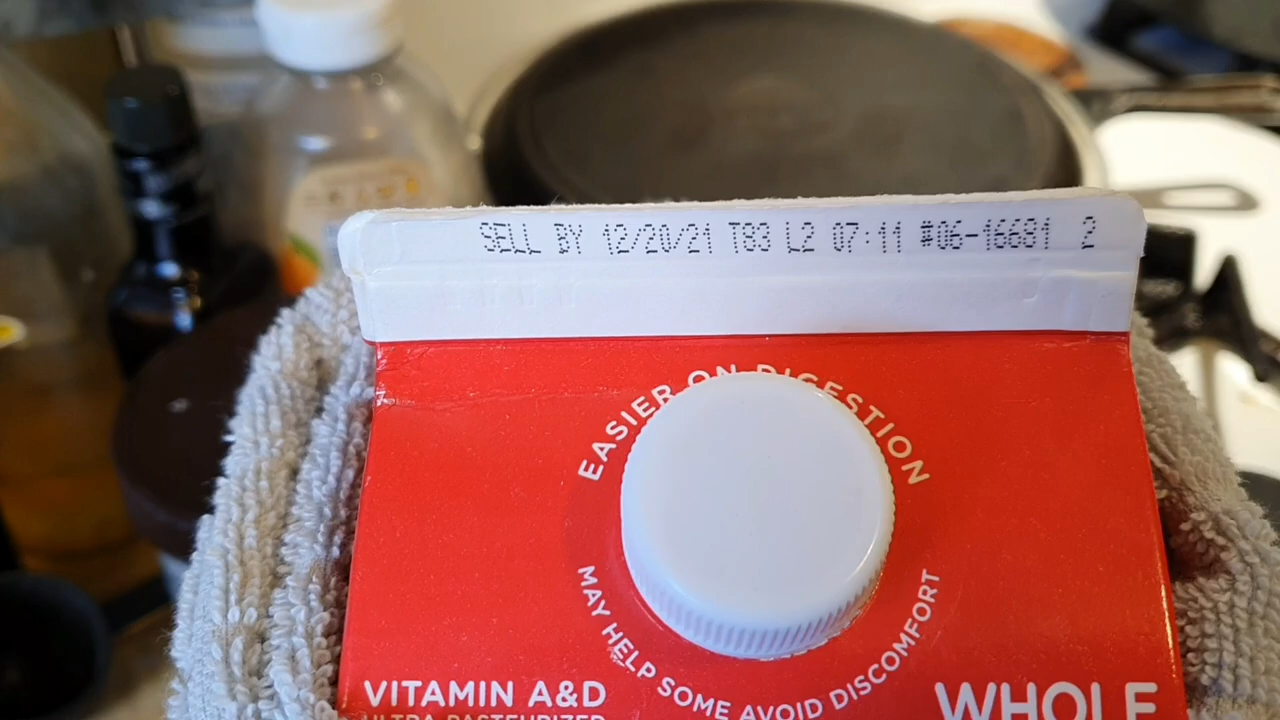 SELL BY 12/20/21 T83 L2 07:11 #06-16681 2
EASIER ON DIGESTION
MAY HELP SOME AVOID DISCOMFORT
VITAMIN A&D
ULTRA-PASTEURIZED
WHOLE